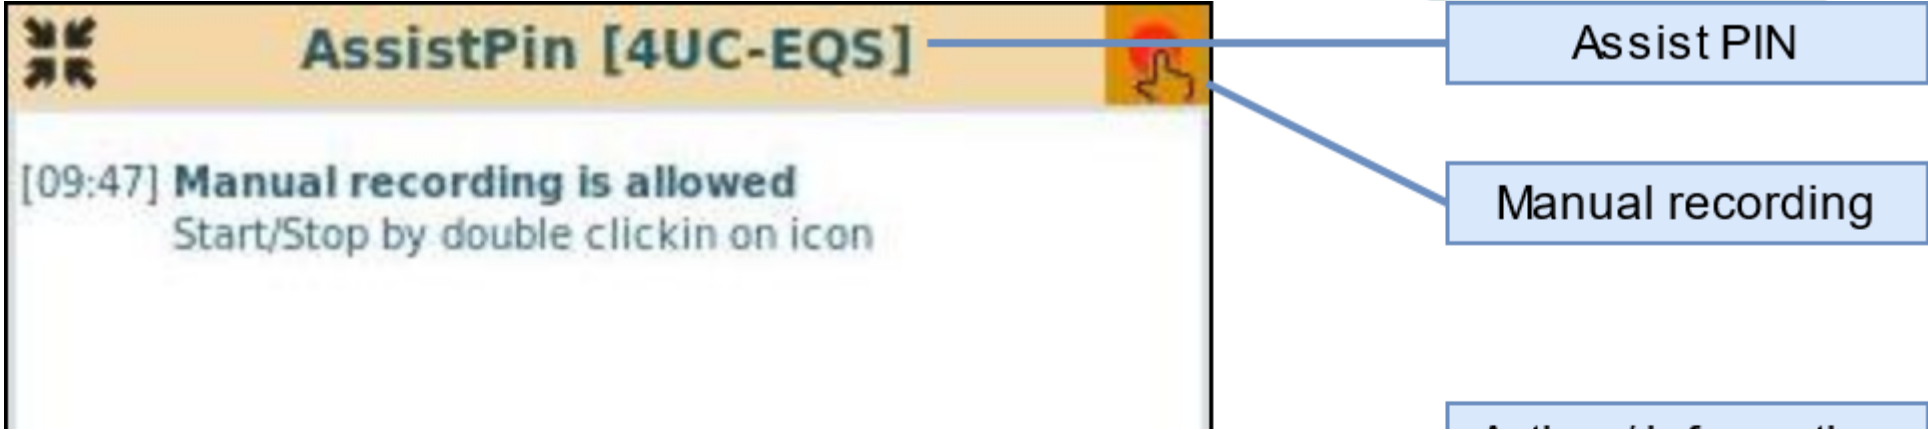 AssistPin [4UC-EQS]
Assist PIN
[09:47] Manual recording is allowed
Start/Stop by double clickin on icon
Manual recording